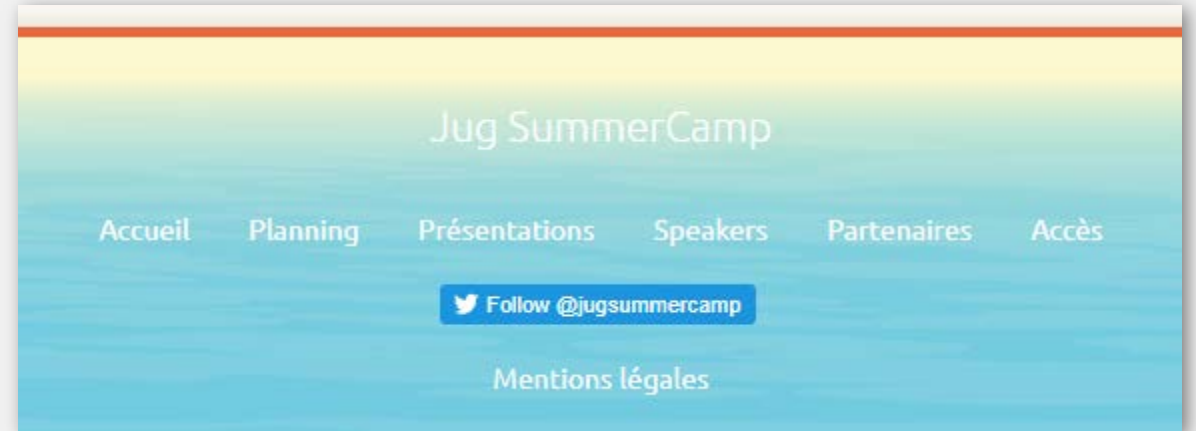 Jug SummerCamp
Accueil Planning Présentations Speakers Partenaires Accès
Follow @jugsummercamp
Mentions légales